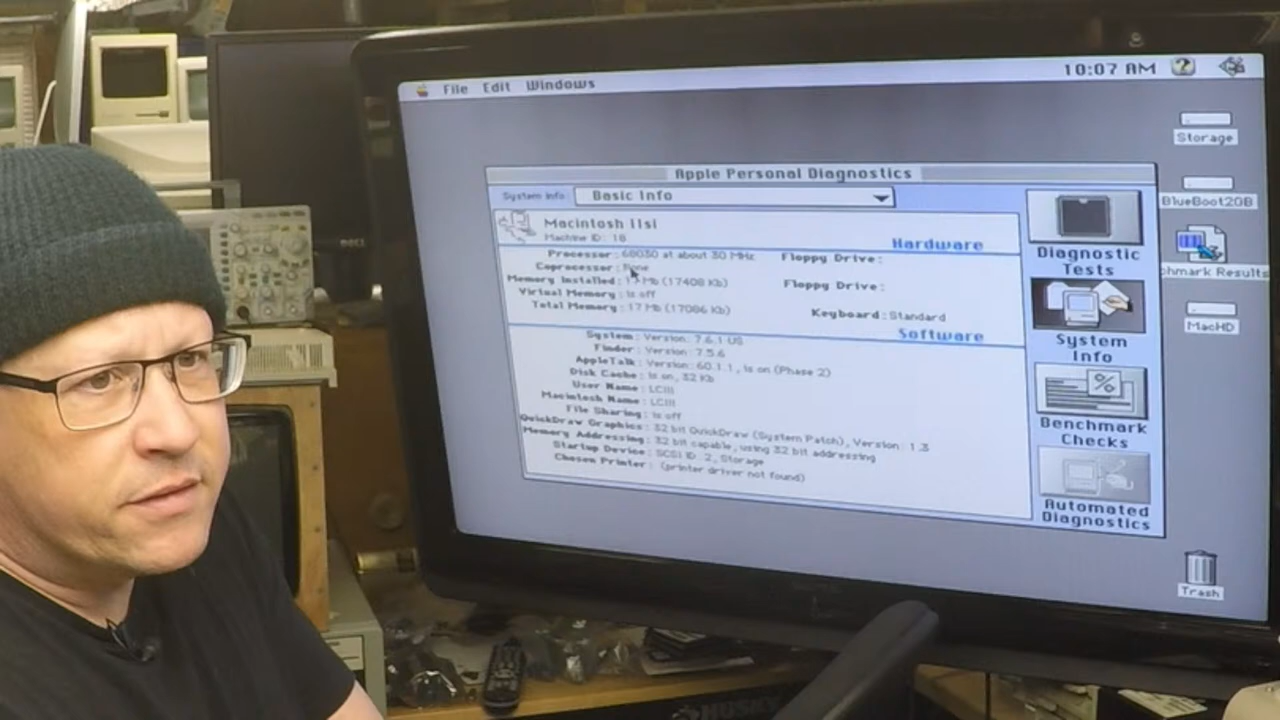 File Edit Windows
10:07 AM
Apple Personal Diagnostics
System Info: Basic Info
Macintosh IIsi
Machine ID: 18
Hardware
Processor: 68030 at about 30 MHz
Floppy Drive:
Coprocessor: None
Memory Installed: 17 Mb (17408 Kb)
Floppy Drive:
Virtual Memory: is off
Total Memory: 17 Mb (17086 Kb)
Keyboard: Standard
Software
System: Version: 7.6.1 US
Finder: Version: 7.5.6
AppleTalk: Version: 60.1.1, is on (Phase 2)
Disk Cache: is on, 32 Kb
User Name: LCIII
Macintosh Name: LCIII
File Sharing: is off
QuickDraw Graphics: 32 bit QuickDraw (System Patch), Version: 1.3
Memory Addressing: 32 bit capable, using 32 bit addressing
Startup Device: SCSI ID: 2, Storage
Chosen Printer: (printer driver not found)
Diagnostic
Tests
System
Info
Benchmark
Checks
Automated
Diagnostics
Storage
BlueBoot2GB
chmark Results
MacHD
Trash
DELL
HUSKY